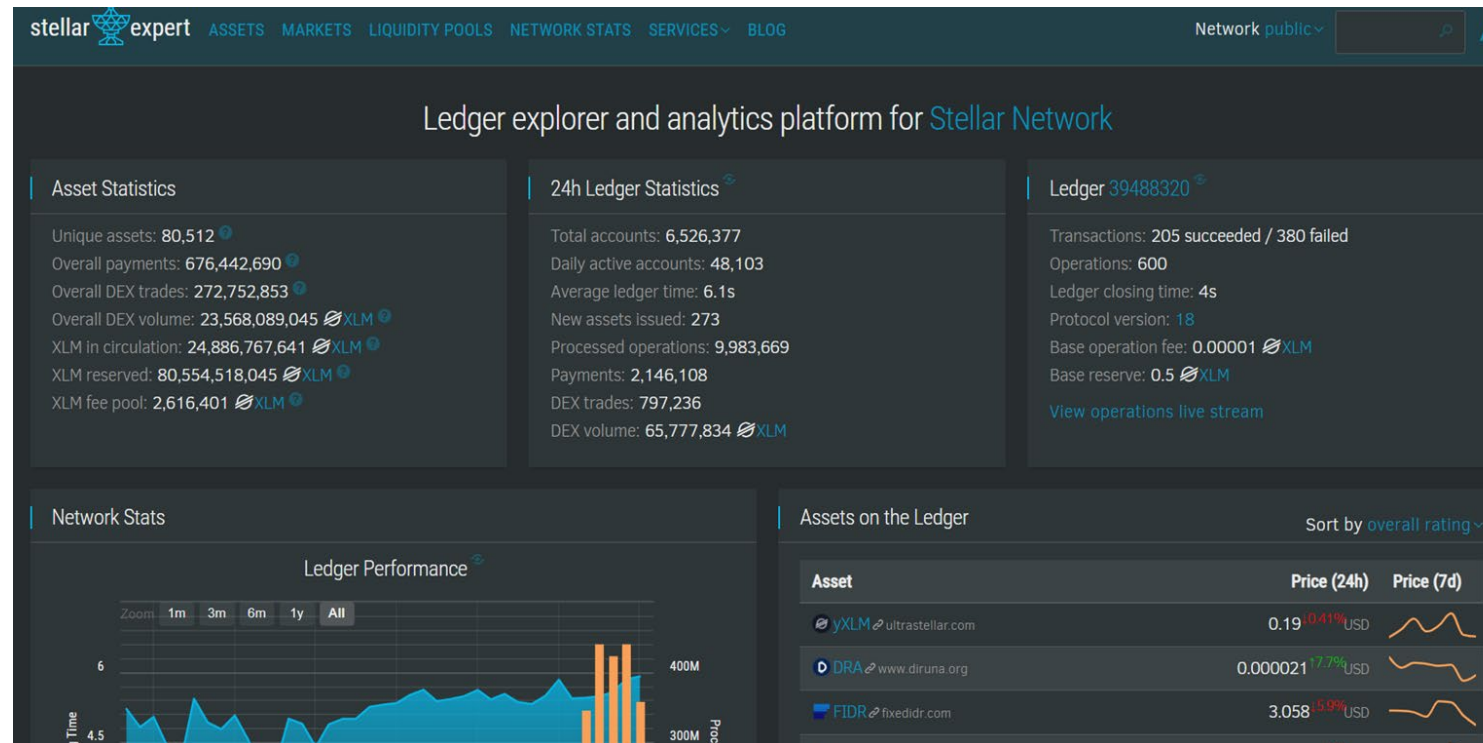 stellar expert ASSETS MARKETS LIQUIDITY POOLS NETWORK STATS SERVICES BLOG Network public
Ledger explorer and analytics platform for Stellar Network
Asset Statistics
Unique assets: 80,512
Overall payments: 676,442,690
Overall DEX trades: 272,752,853
Overall DEX volume: 23,568,089,045 XLM
XLM in circulation: 24,886,767,641 XLM
XLM reserved: 80,554,518,045 XLM
XLM fee pool: 2,616,401 XLM
24h Ledger Statistics
Total accounts: 6,526,377
Daily active accounts: 48,103
Average ledger time: 6.1s
New assets issued: 273
Processed operations: 9,983,669
Payments: 2,146,108
DEX trades: 797,236
DEX volume: 65,777,834 XLM
Ledger 39488320
Transactions: 205 succeeded / 380 failed
Operations: 600
Ledger closing time: 4s
Protocol version: 18
Base operation fee: 0.00001 XLM
Base reserve: 0.5 XLM
View operations live stream
Network Stats
Ledger Performance
Zoom 1m 3m 6m 1y All
6
400M
4.5
300M
Time
Proc
Assets on the Ledger
Sort by overall rating
Asset Price (24h) Price (7d)
yXLM ultrastellar.com 0.19 ↓0.41% USD
D DRA www.diruna.org 0.000021 ↑7.7% USD
FIDR fixedidr.com 3.058 ↓5.9% USD